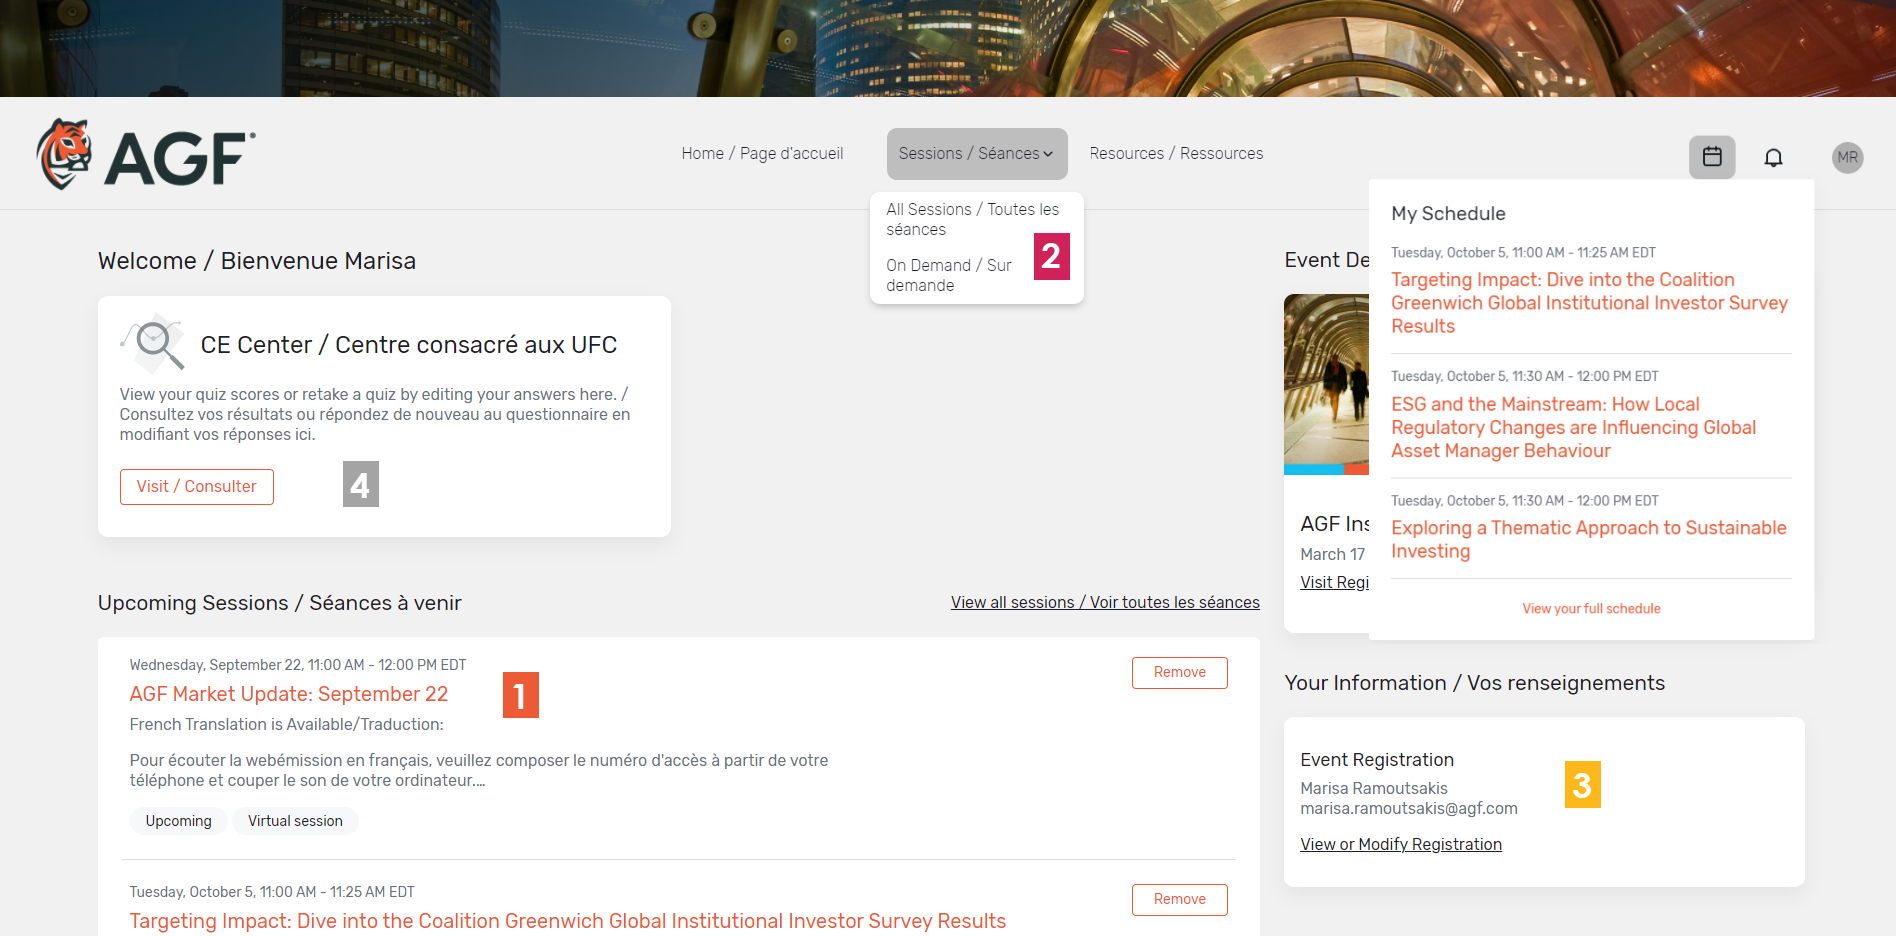 AGF
Home / Page d'accueil
Sessions / Séances
Resources / Ressources
MR
All Sessions / Toutes les
séances
On Demand / Sur
demande
2
Welcome / Bienvenue Marisa
CE Center / Centre consacré aux UFC
View your quiz scores or retake a quiz by editing your answers here. /
Consultez vos résultats ou répondez de nouveau au questionnaire en
modifiant vos réponses ici.
Visit / Consulter
4
Event De
AGF Ins
March 17
Visit Regi
My Schedule
Tuesday, October 5, 11:00 AM - 11:25 AM EDT
Targeting Impact: Dive into the Coalition
Greenwich Global Institutional Investor Survey
Results
Tuesday, October 5, 11:30 AM - 12:00 PM EDT
ESG and the Mainstream: How Local
Regulatory Changes are Influencing Global
Asset Manager Behaviour
Tuesday, October 5, 11:30 AM - 12:00 PM EDT
Exploring a Thematic Approach to Sustainable
Investing
View your full schedule
Upcoming Sessions / Séances à venir
View all sessions / Voir toutes les séances
Wednesday, September 22, 11:00 AM - 12:00 PM EDT
AGF Market Update: September 22
1
Remove
French Translation is Available/Traduction:
Pour écouter la webémission en français, veuillez composer le numéro d'accès à partir de votre
téléphone et couper le son de votre ordinateur....
Upcoming
Virtual session
Tuesday, October 5, 11:00 AM - 11:25 AM EDT
Targeting Impact: Dive into the Coalition Greenwich Global Institutional Investor Survey Results
Remove
Your Information / Vos renseignements
Event Registration
Marisa Ramoutsakis
marisa.ramoutsakis@agf.com
3
View or Modify Registration